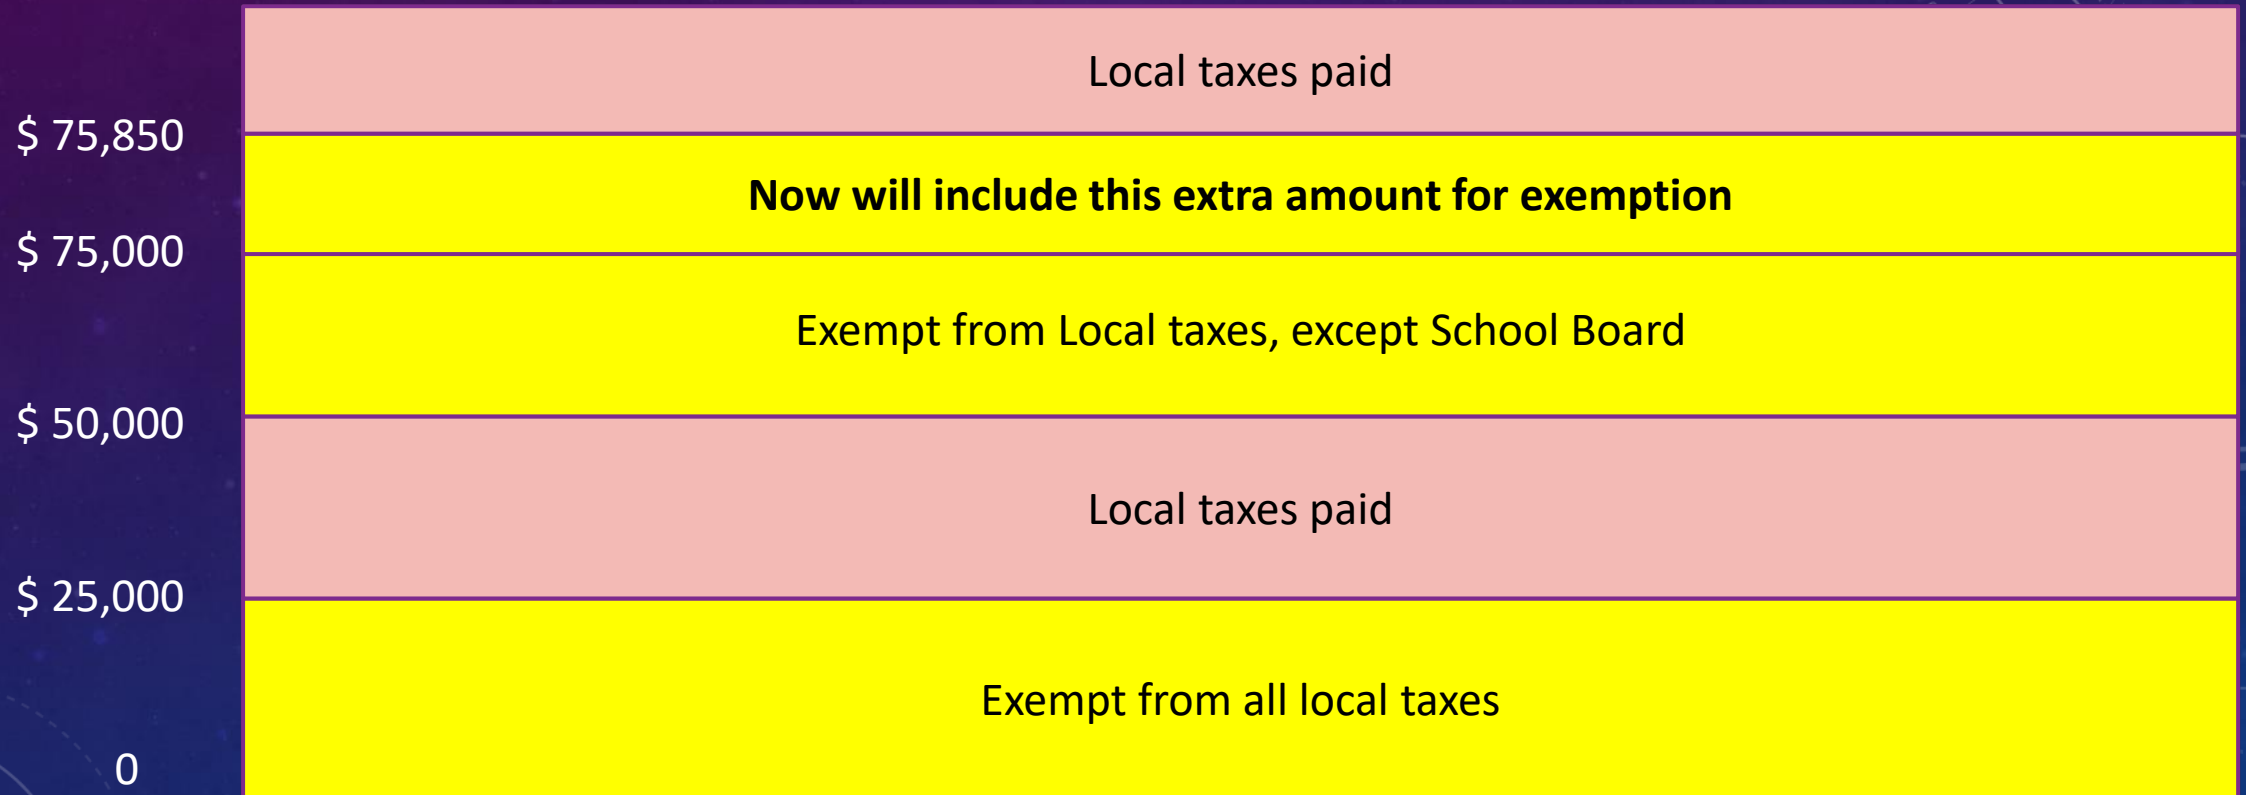 Local taxes paid
$ 75,850
Now will include this extra amount for exemption
$ 75,000
Exempt from Local taxes, except School Board
$ 50,000
Local taxes paid
$ 25,000
Exempt from all local taxes
0